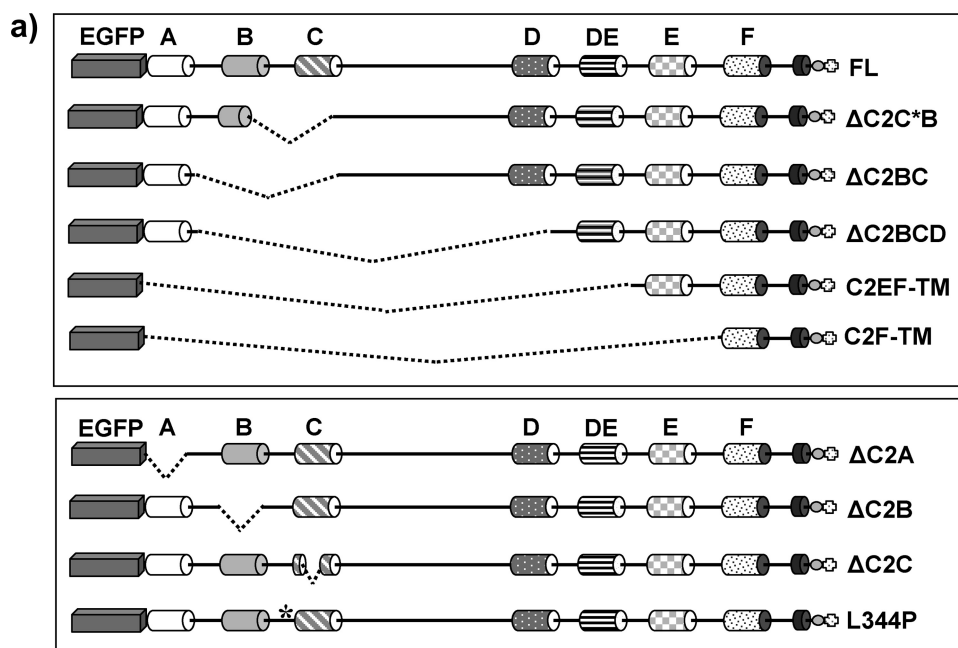 a)
EGFP A B C D DE E F
FL
ΔC2C*B
ΔC2BC
ΔC2BCD
C2EF-TM
C2F-TM
EGFP A B C D DE E F
ΔC2A
ΔC2B
ΔC2C
*
L344P